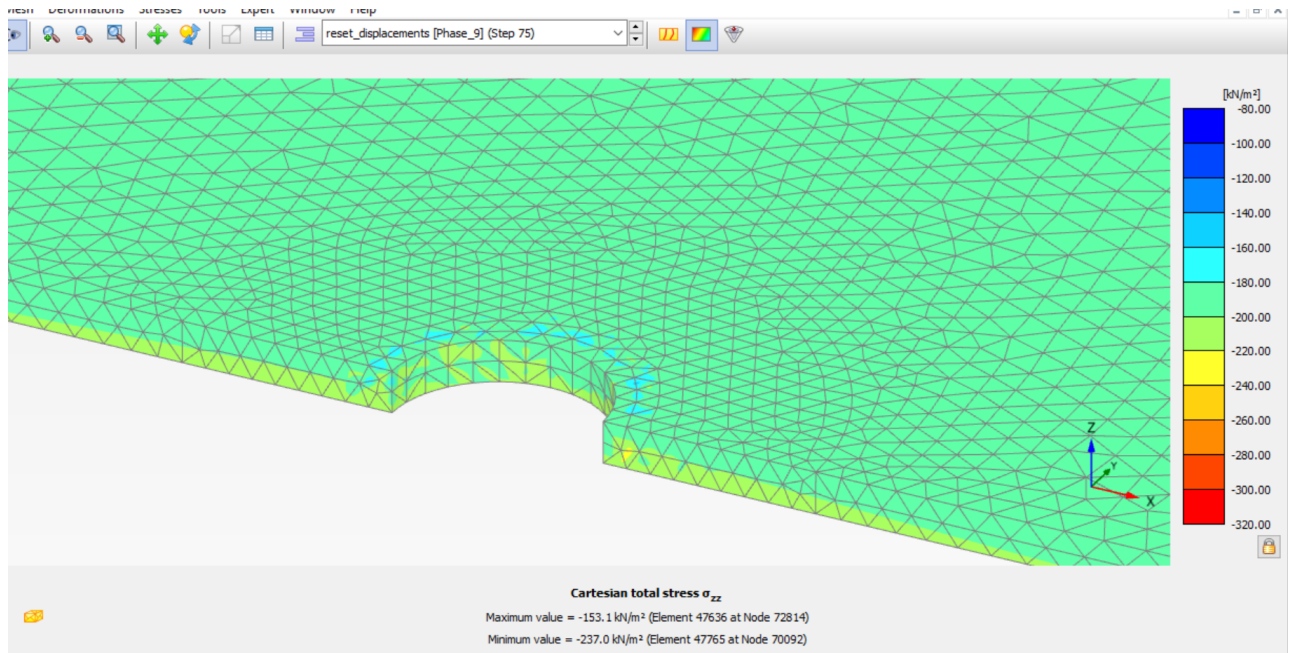 Mesh Deformations Stresses Tools Expert Window Help
reset_displacements [Phase_9] (Step 75)
[kN/m²]
-80.00
-100.00
-120.00
-140.00
-160.00
-180.00
-200.00
-220.00
-240.00
-260.00
-280.00
-300.00
-320.00
Z
Y
X
Cartesian total stress σzz
Maximum value = -153.1 kN/m² (Element 47636 at Node 72814)
Minimum value = -237.0 kN/m² (Element 47765 at Node 70092)